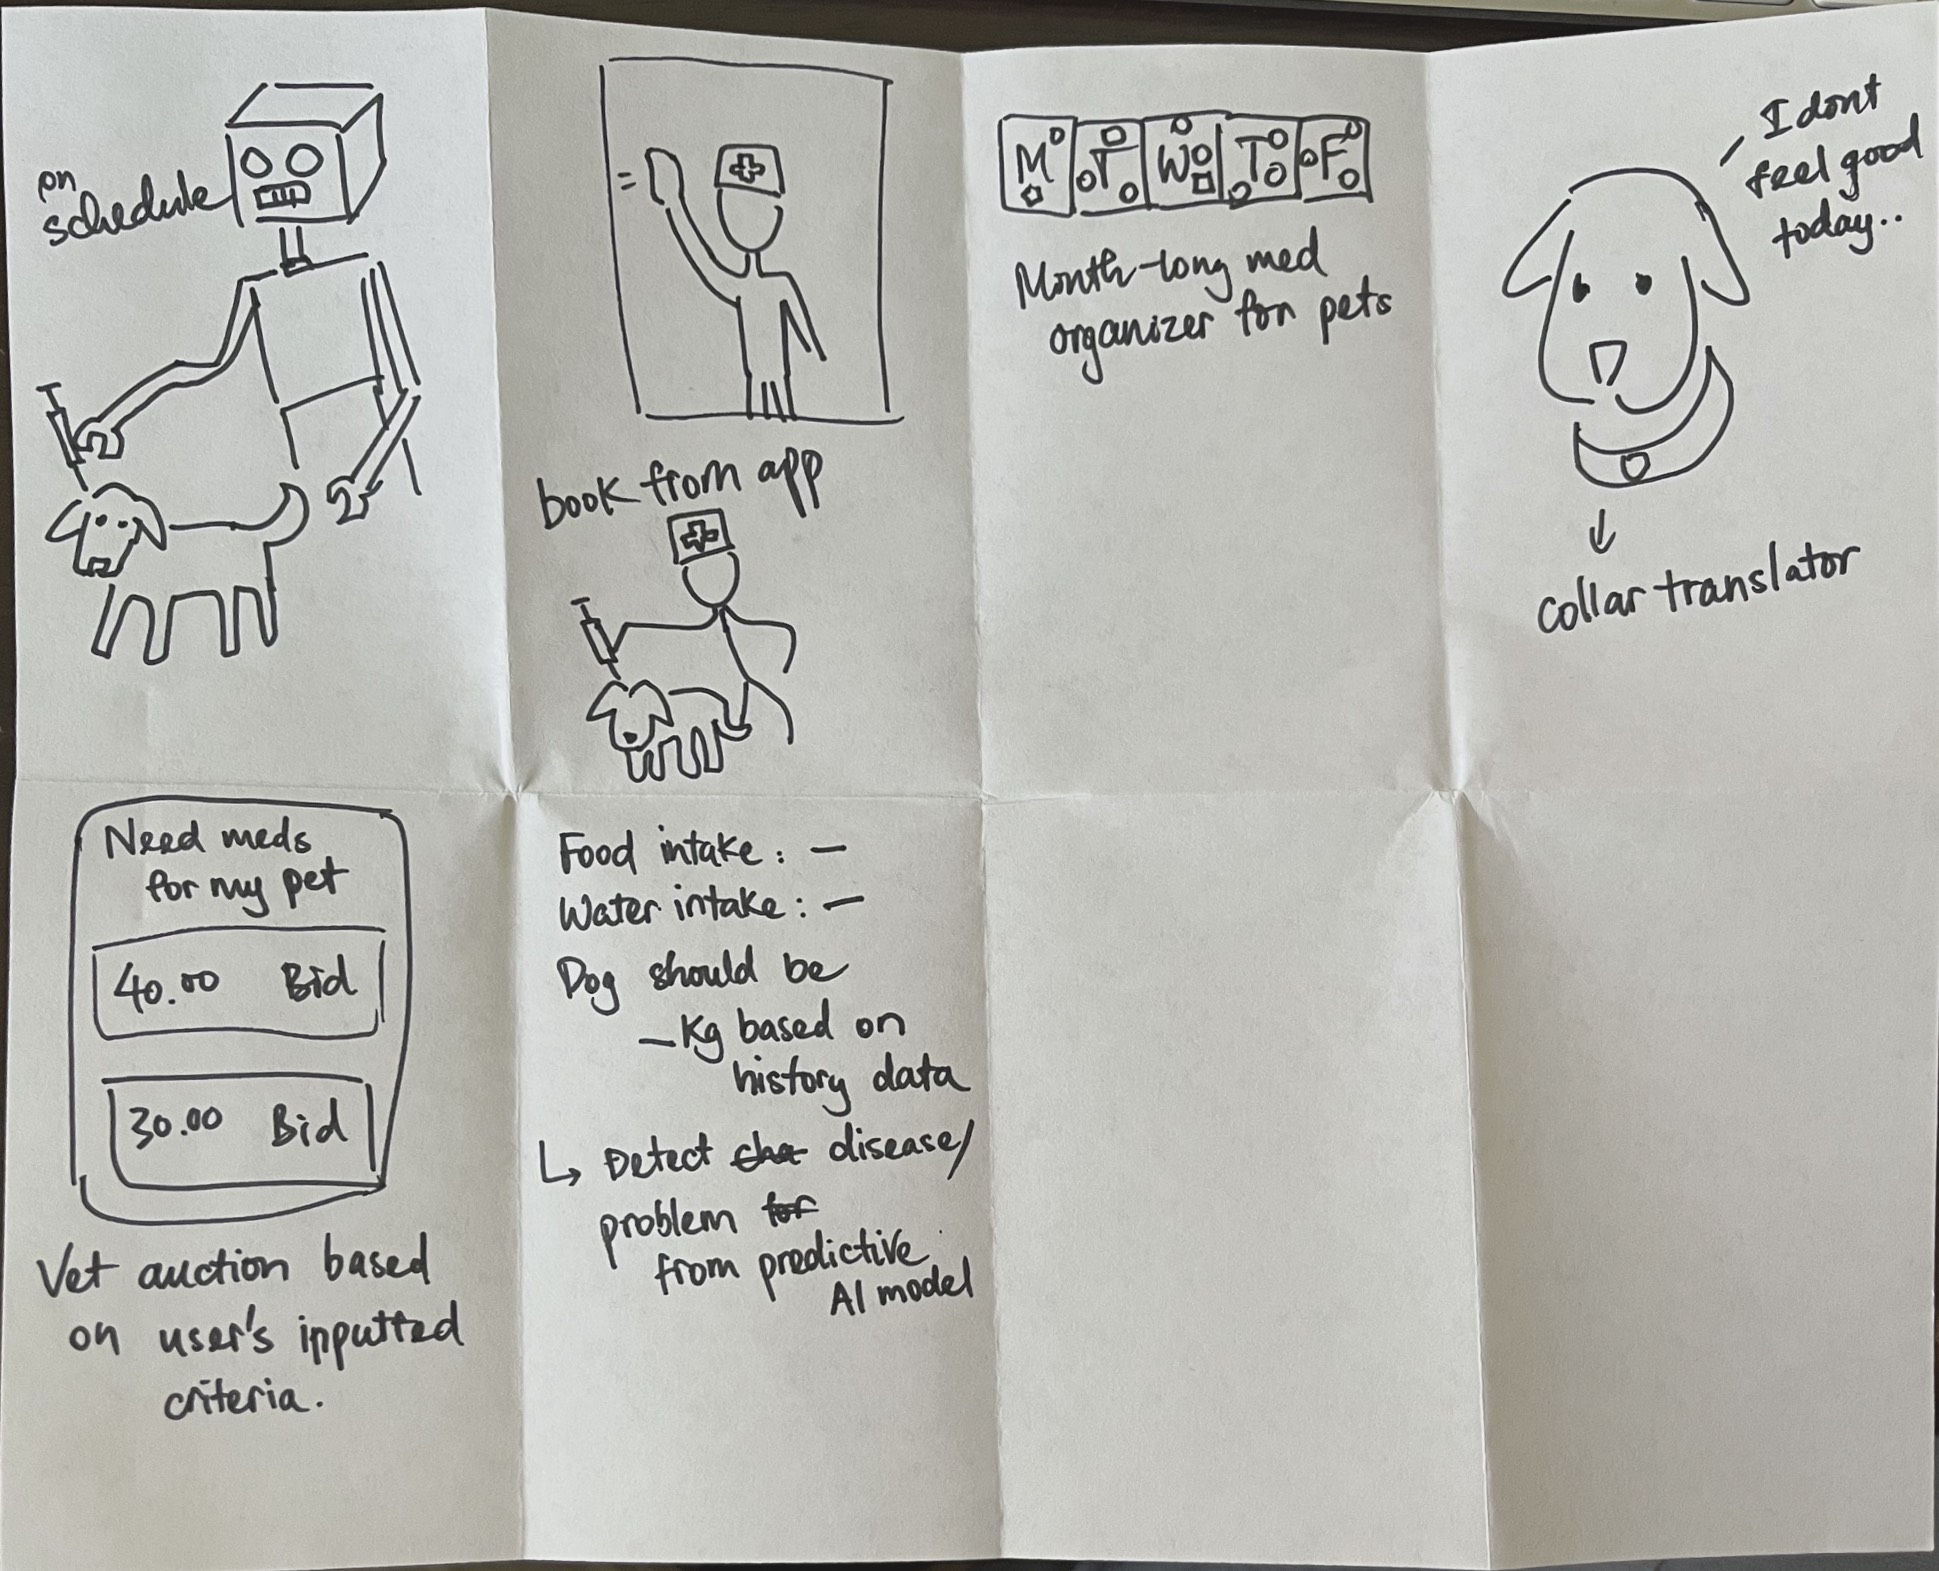 on
schedule
book from app
M T W T F
Month-long med
organizer for pets
I dont
feel good
today..
collar translator
Need meds
for my pet
40.00 Bid
30.00 Bid
Vet auction based
on user's inputted
criteria.
Food intake: —
Water intake: —
Dog should be
— Kg based on
history data
↳ Detect cha disease/
problem for
from predictive
AI model